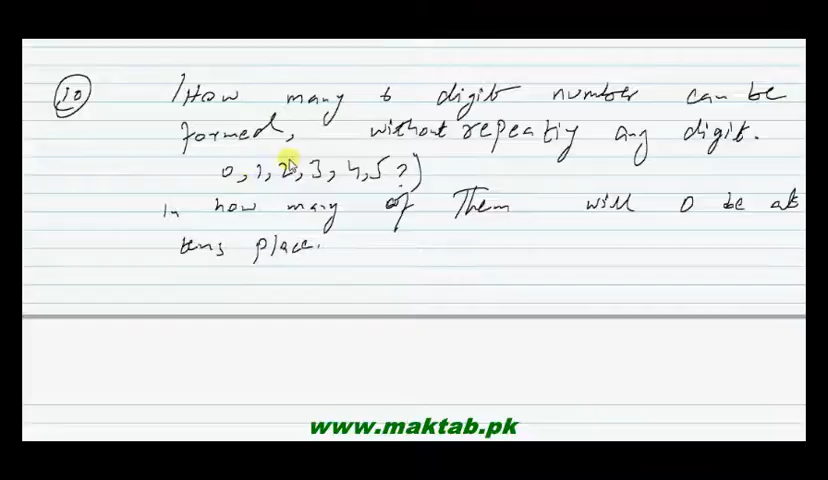 10 How many 6 digit number can be
formed, without repeatiy any digit.
0, 1, 2, 3, 4, 5 ?)
In how many of Them will 0 be at
tens place.
www.maktab.pk